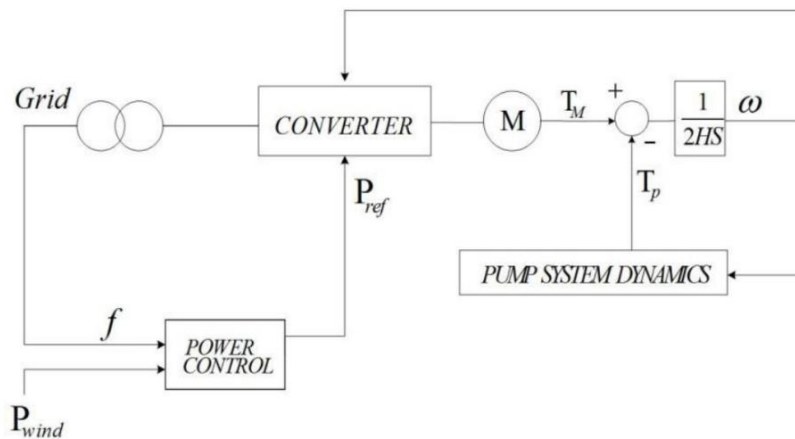 Grid
CONVERTER
M
T_M
+
-
1
2HS
ω
P_ref
T_p
PUMP SYSTEM DYNAMICS
f
POWER
CONTROL
P_wind